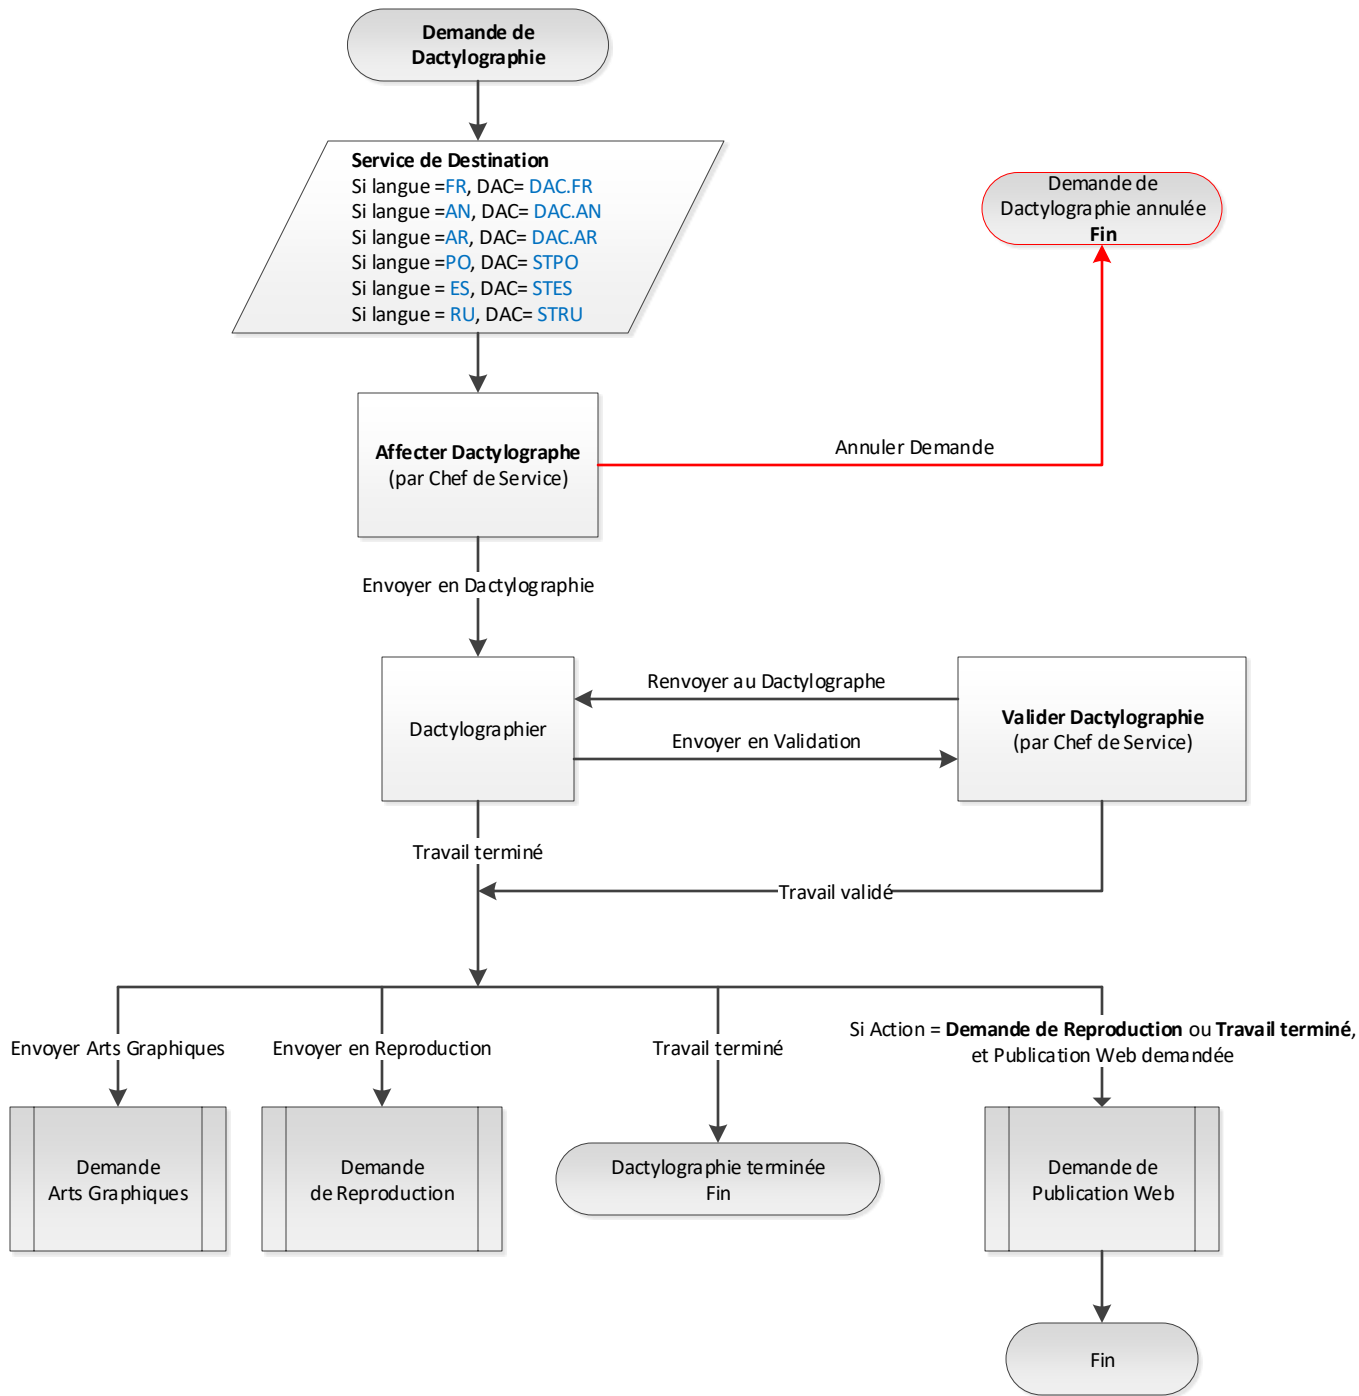 Demande de
Dactylographie
Service de Destination
Si langue =FR, DAC= DAC.FR
Si langue =AN, DAC= DAC.AN
Si langue =AR, DAC= DAC.AR
Si langue =PO, DAC= STPO
Si langue = ES, DAC= STES
Si langue = RU, DAC= STRU
Demande de
Dactylographie annulée
Fin
Affecter Dactylographe
(par Chef de Service)
Annuler Demande
Envoyer en Dactylographie
Dactylographier
Renvoyer au Dactylographe
Envoyer en Validation
Valider Dactylographie
(par Chef de Service)
Travail terminé
Travail validé
Envoyer Arts Graphiques
Envoyer en Reproduction
Travail terminé
Si Action = Demande de Reproduction ou Travail terminé,
et Publication Web demandée
Demande
Arts Graphiques
Demande
de Reproduction
Dactylographie terminée
Fin
Demande de
Publication Web
Fin